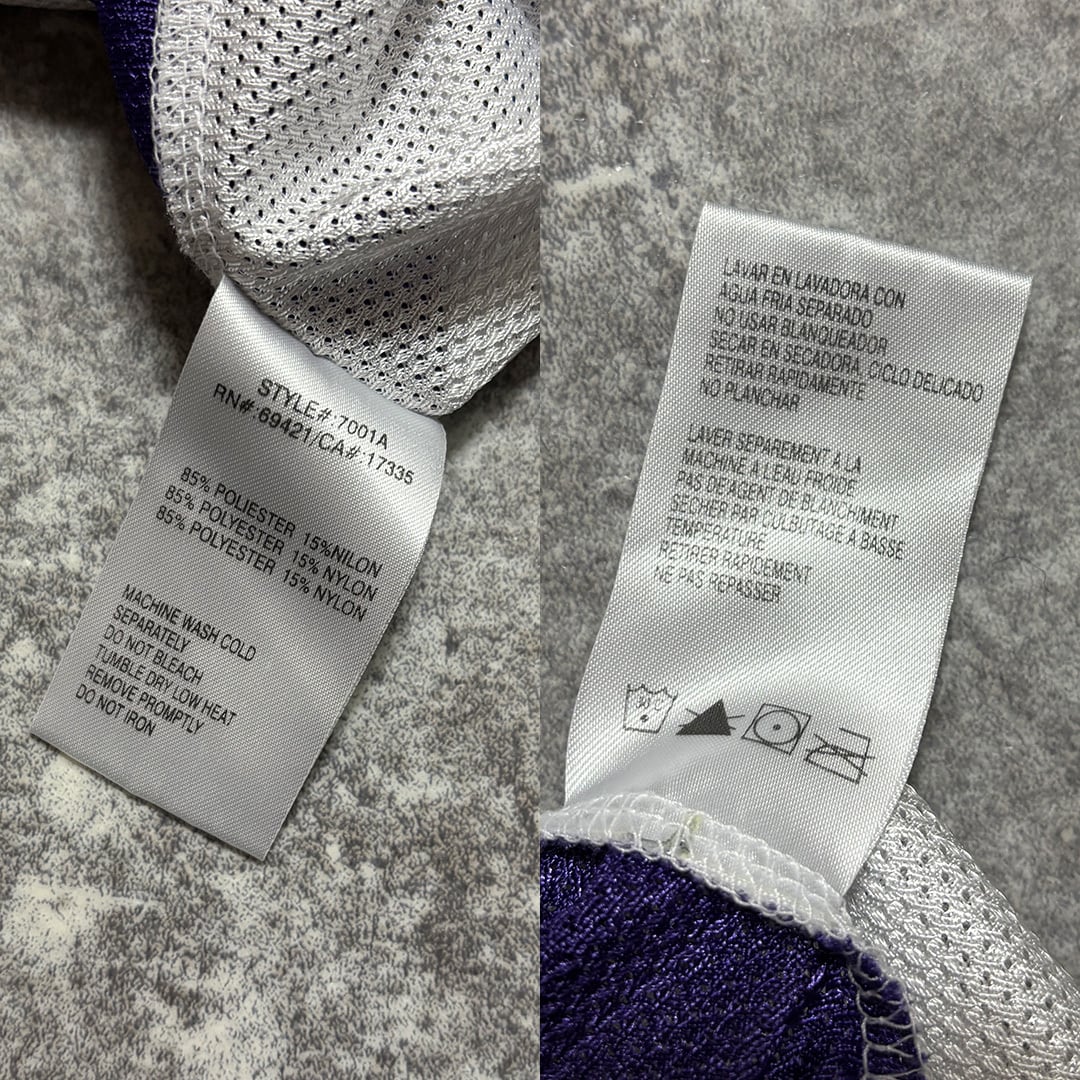 STYLE# 7001A
RN# 69421/CA# 17335
85% POLIESTER 15%NILON
85% POLYESTER 15% NYLON
85% POLYESTER 15% NYLON
MACHINE WASH COLD
SEPARATELY
DO NOT BLEACH
TUMBLE DRY LOW HEAT
REMOVE PROMPTLY
DO NOT IRON
LAVAR EN LAVADORA CON
AGUA FRIA SEPARADO
NO USAR BLANQUEADOR
SECAR EN SECADORA, CICLO DELICADO
RETIRAR RAPIDAMENTE
NO PLANCHAR
LAVER SEPAREMENT A LA
MACHINE A LEAU FROIDE
PAS DE AGENT DE BLANCHIMENT
SECHER PAR CULBUTAGE A BASSE
TEMPERATURE
RETIRER RAPIDEMENT
NE PAS REPASSER